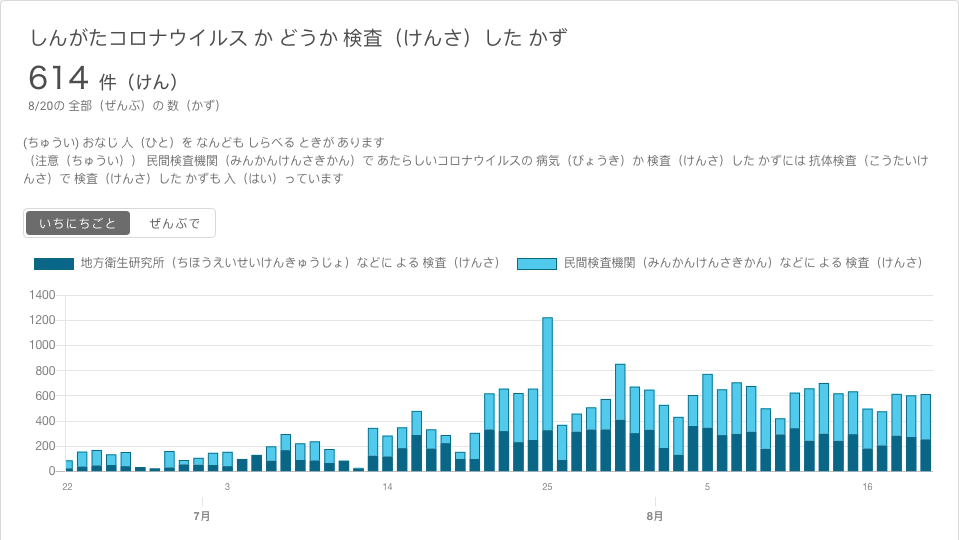 しんがたコロナウイルス か どうか 検査（けんさ）した かず
614 件（けん）
8/20の 全部（ぜんぶ）の 数（かず）
(ちゅうい) おなじ 人（ひと）を なんども しらべる ときが あります
（注意（ちゅうい）） 民間検査機関（みんかんけんさきかん）で あたらしいコロナウイルスの 病気（びょうき）か 検査（けんさ）した かずには 抗体検査（こうたいけ
んさ）で 検査（けんさ）した かずも 入（はい）っています
いちにちごと ぜんぶで
地方衛生研究所（ちほうえいせいけんきゅうじょ）などに よる 検査（けんさ） 民間検査機関（みんかんけんさきかん）などに よる 検査（けんさ）
1400
1200
1000
800
600
400
200
0
22 3 14 25 5 16
7月 8月